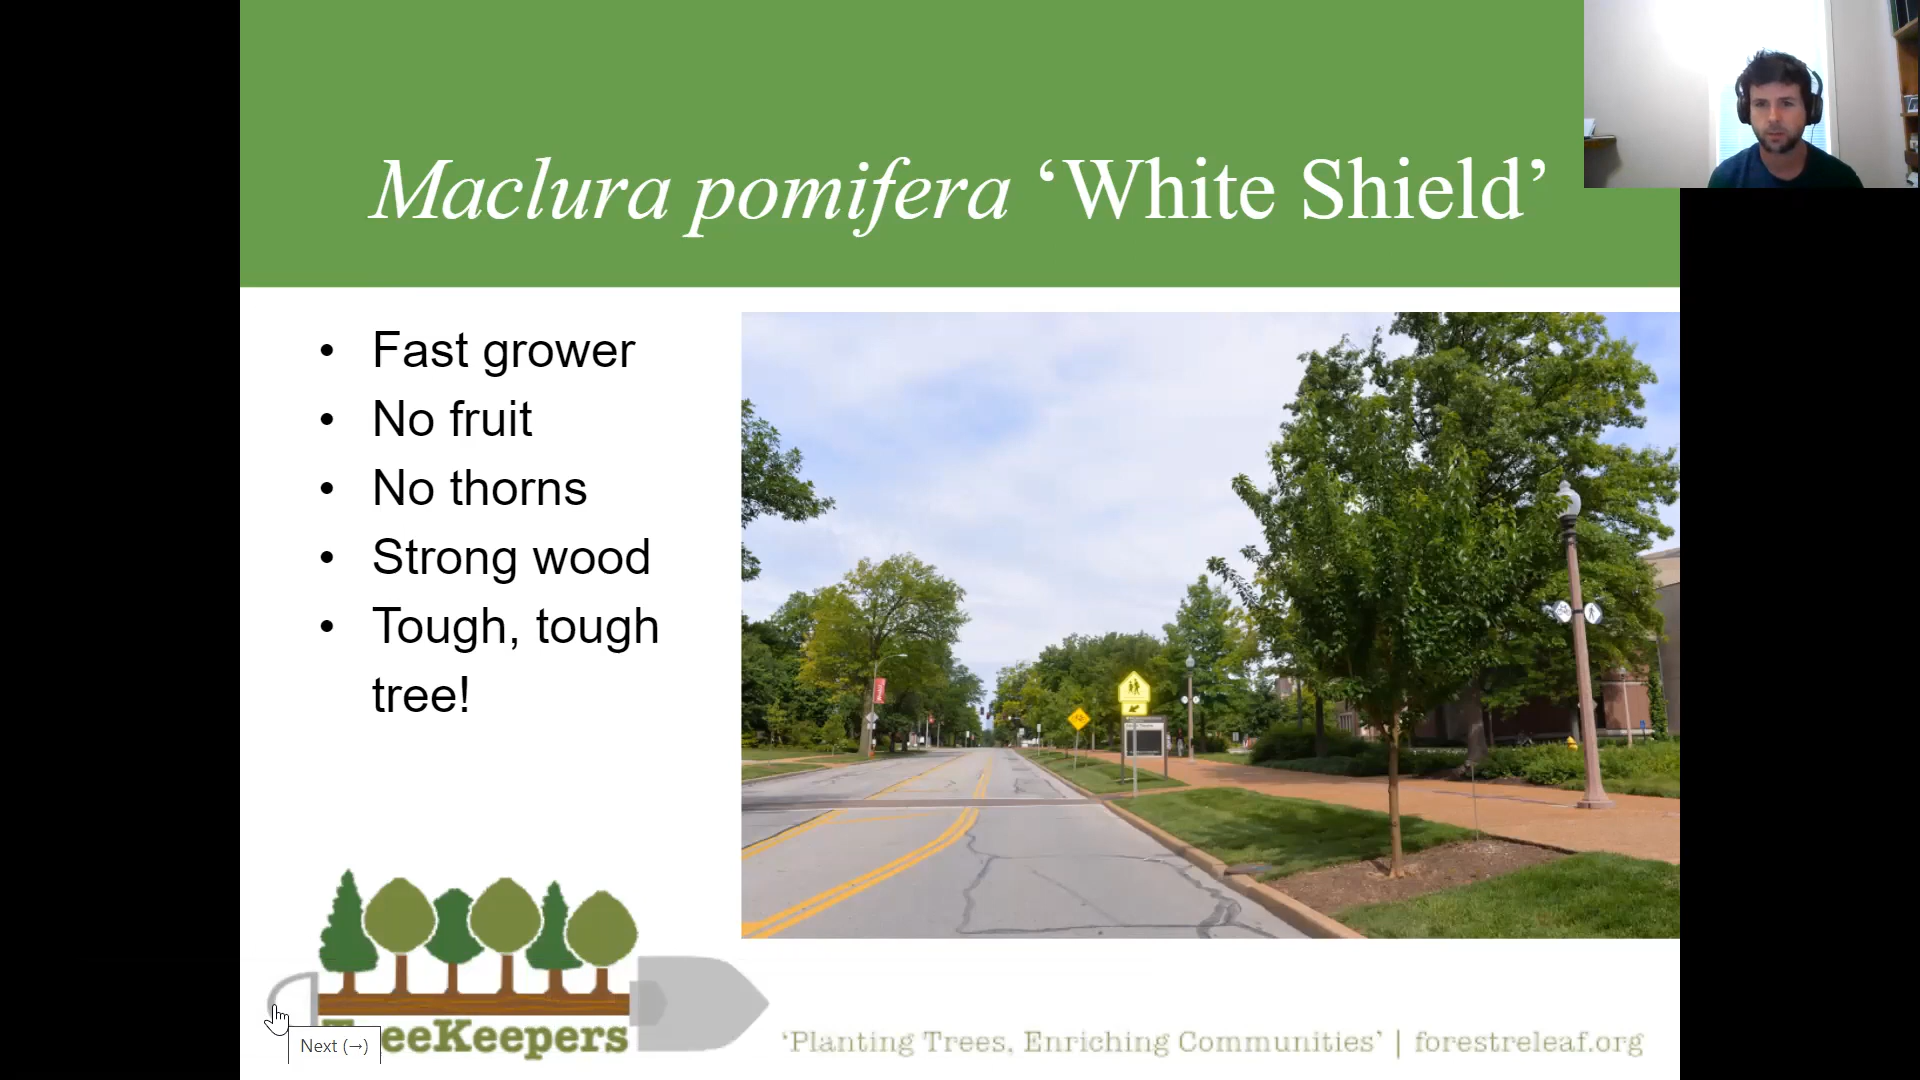 Maclura pomifera ‘White Shield’
• Fast grower
• No fruit
• No thorns
• Strong wood
• Tough, tough
tree!
eeKeepers
Next (→)
‘Planting Trees, Enriching Communities’ | forestreleaf.org